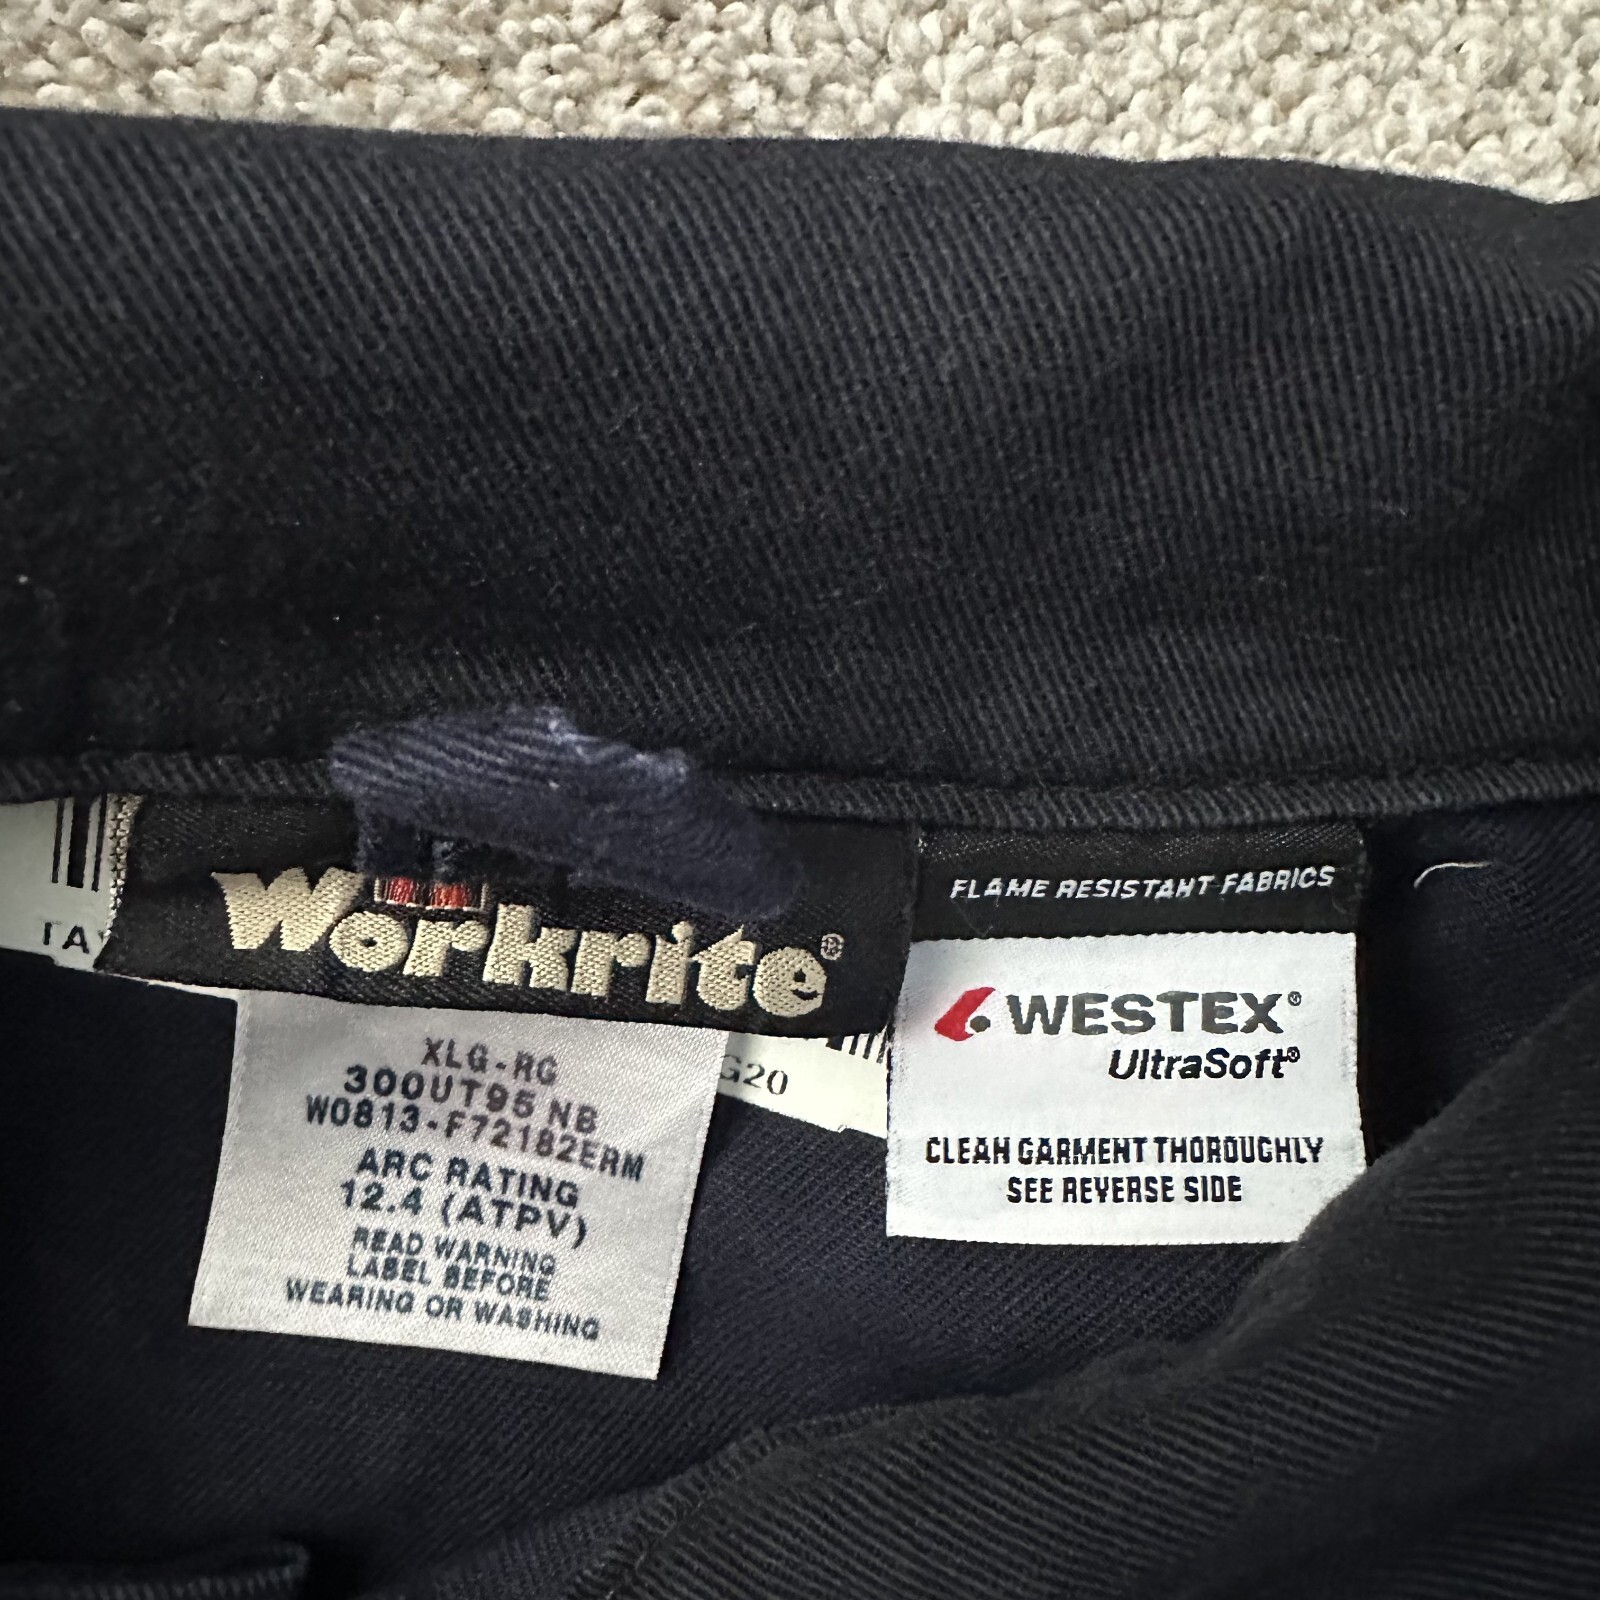 Workrite®
XLG-RG
300UT95 NB
W0813-F72182ERM
ARC RATING
12.4 (ATPV)
READ WARNING
LABEL BEFORE
WEARING OR WASHING
G20
FLAME RESISTANT FABRICS
WESTEX®
UltraSoft®
CLEAN GARMENT THOROUGHLY
SEE REVERSE SIDE